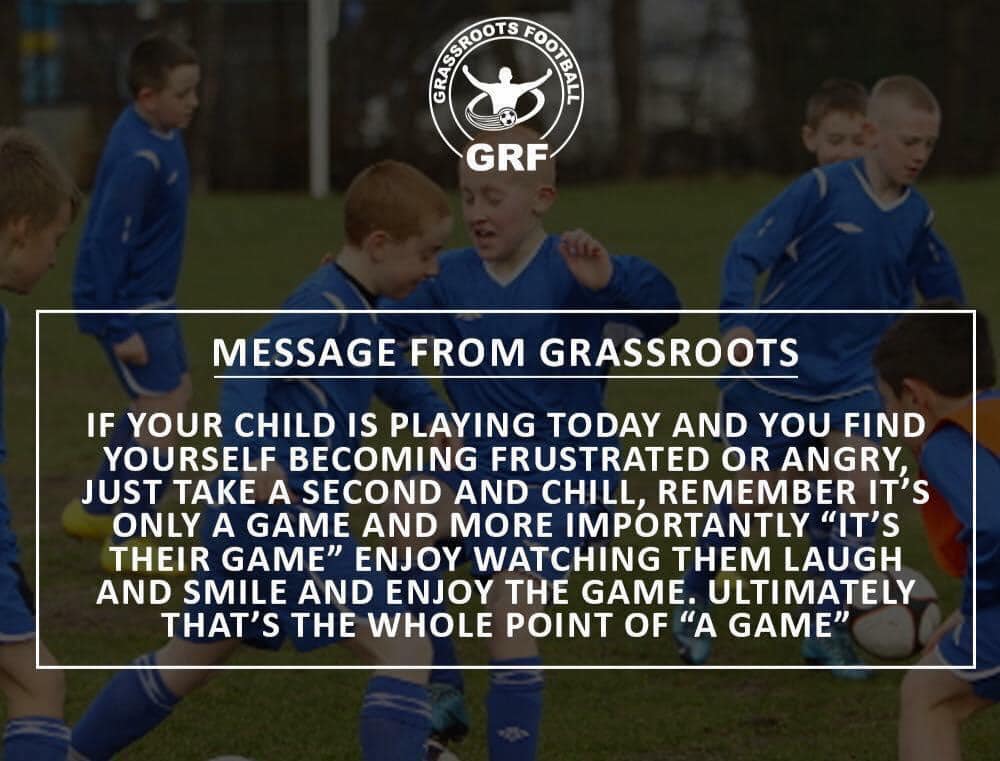 GRASSROOTS FOOTBALL
GRF
MESSAGE FROM GRASSROOTS
IF YOUR CHILD IS PLAYING TODAY AND YOU FIND
YOURSELF BECOMING FRUSTRATED OR ANGRY,
JUST TAKE A SECOND AND CHILL, REMEMBER IT’S
ONLY A GAME AND MORE IMPORTANTLY “IT’S
THEIR GAME” ENJOY WATCHING THEM LAUGH
AND SMILE AND ENJOY THE GAME. ULTIMATELY
THAT’S THE WHOLE POINT OF “A GAME”